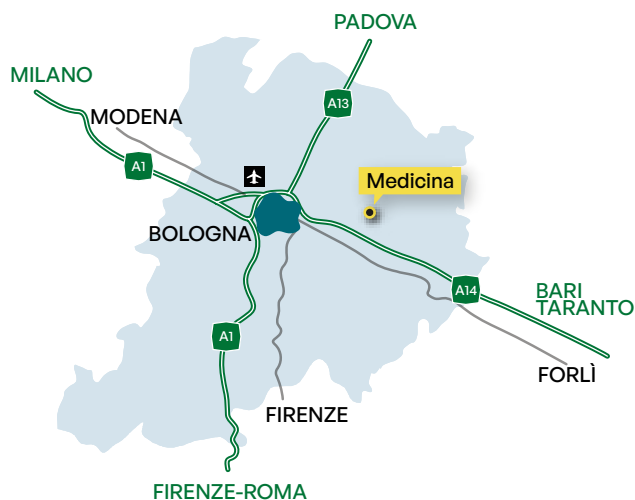 PADOVA
MILANO
A13
MODENA
A1
Medicina
BOLOGNA
A14
BARI
TARANTO
A1
FORLÌ
FIRENZE
FIRENZE-ROMA